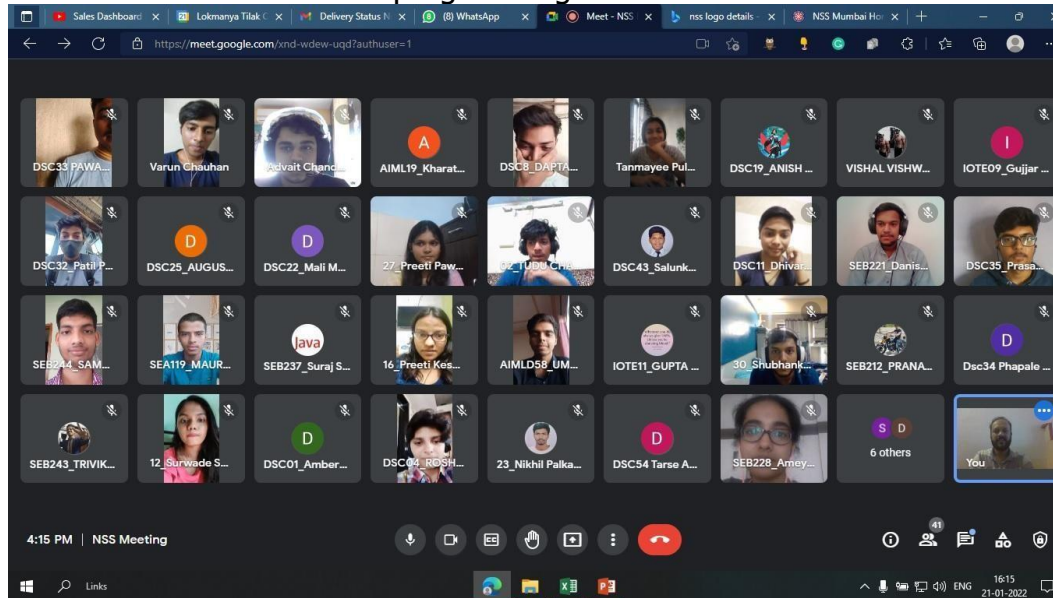 Sales Dashboard
Lokmanya Tilak C
Delivery Status N
(8) WhatsApp
Meet - NSS
nss logo details -
NSS Mumbai Ho
https://meet.google.com/xnd-wdew-uqd?authuser=1
DSC33 PAWA...
Varun Chauhan
Advait Chand...
A
AIML19_Kharat...
DSC8_DAPTA...
Tanmayee Pul...
DSC19_ANISH ...
VISHAL VISHW...
I
IOTE09_Gujjar ...
DSC32_Patil P...
D
DSC25_AUGUS...
D
DSC22_Mali M...
27_Preeti Paw...
02_TUDU CHA...
DSC43_Salunk...
DSC11_Dhivar...
SEB221_Danis...
DSC35_Prasa...
SEB244_SAM...
SEA119_MAUR...
Java
SEB237_Suraj S...
16_Preeti Kes...
AIMLD58_UM...
IOTE11_GUPTA ...
30_Shubhank...
SEB212_PRANA...
D
Dsc34 Phapale ...
SEB243_TRIVIK...
12_Surwade S...
D
DSC01_Amber...
DSC04_ROSH...
23_Nikhil Palka...
D
DSC54 Tarse A...
SEB228_Amey...
S D
6 others
You
4:15 PM | NSS Meeting
41
Links
ENG
16:15
21-01-2022